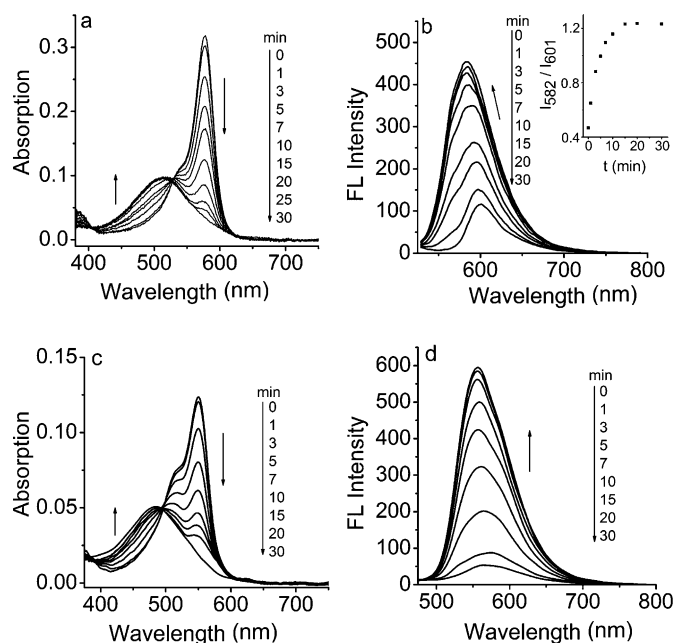 a
min
0
1
3
5
7
10
15
20
25
30
0.3
0.2
0.1
0.0
Absorption
400 500 600 700
Wavelength (nm)
b
min
0
1
3
5
7
10
15
20
30
500
400
300
200
100
0
FL Intensity
600 700 800
Wavelength (nm)
I582 / I601
1.2
0.8
0.4
0 10 20 30
t (min)
c
min
0
1
3
5
7
10
15
20
30
0.15
0.10
0.05
0.00
Absorption
400 500 600 700
Wavelength (nm)
d
min
0
1
3
5
7
10
15
20
30
600
500
400
300
200
100
0
FL Intensity
500 600 700 800
Wavelength (nm)